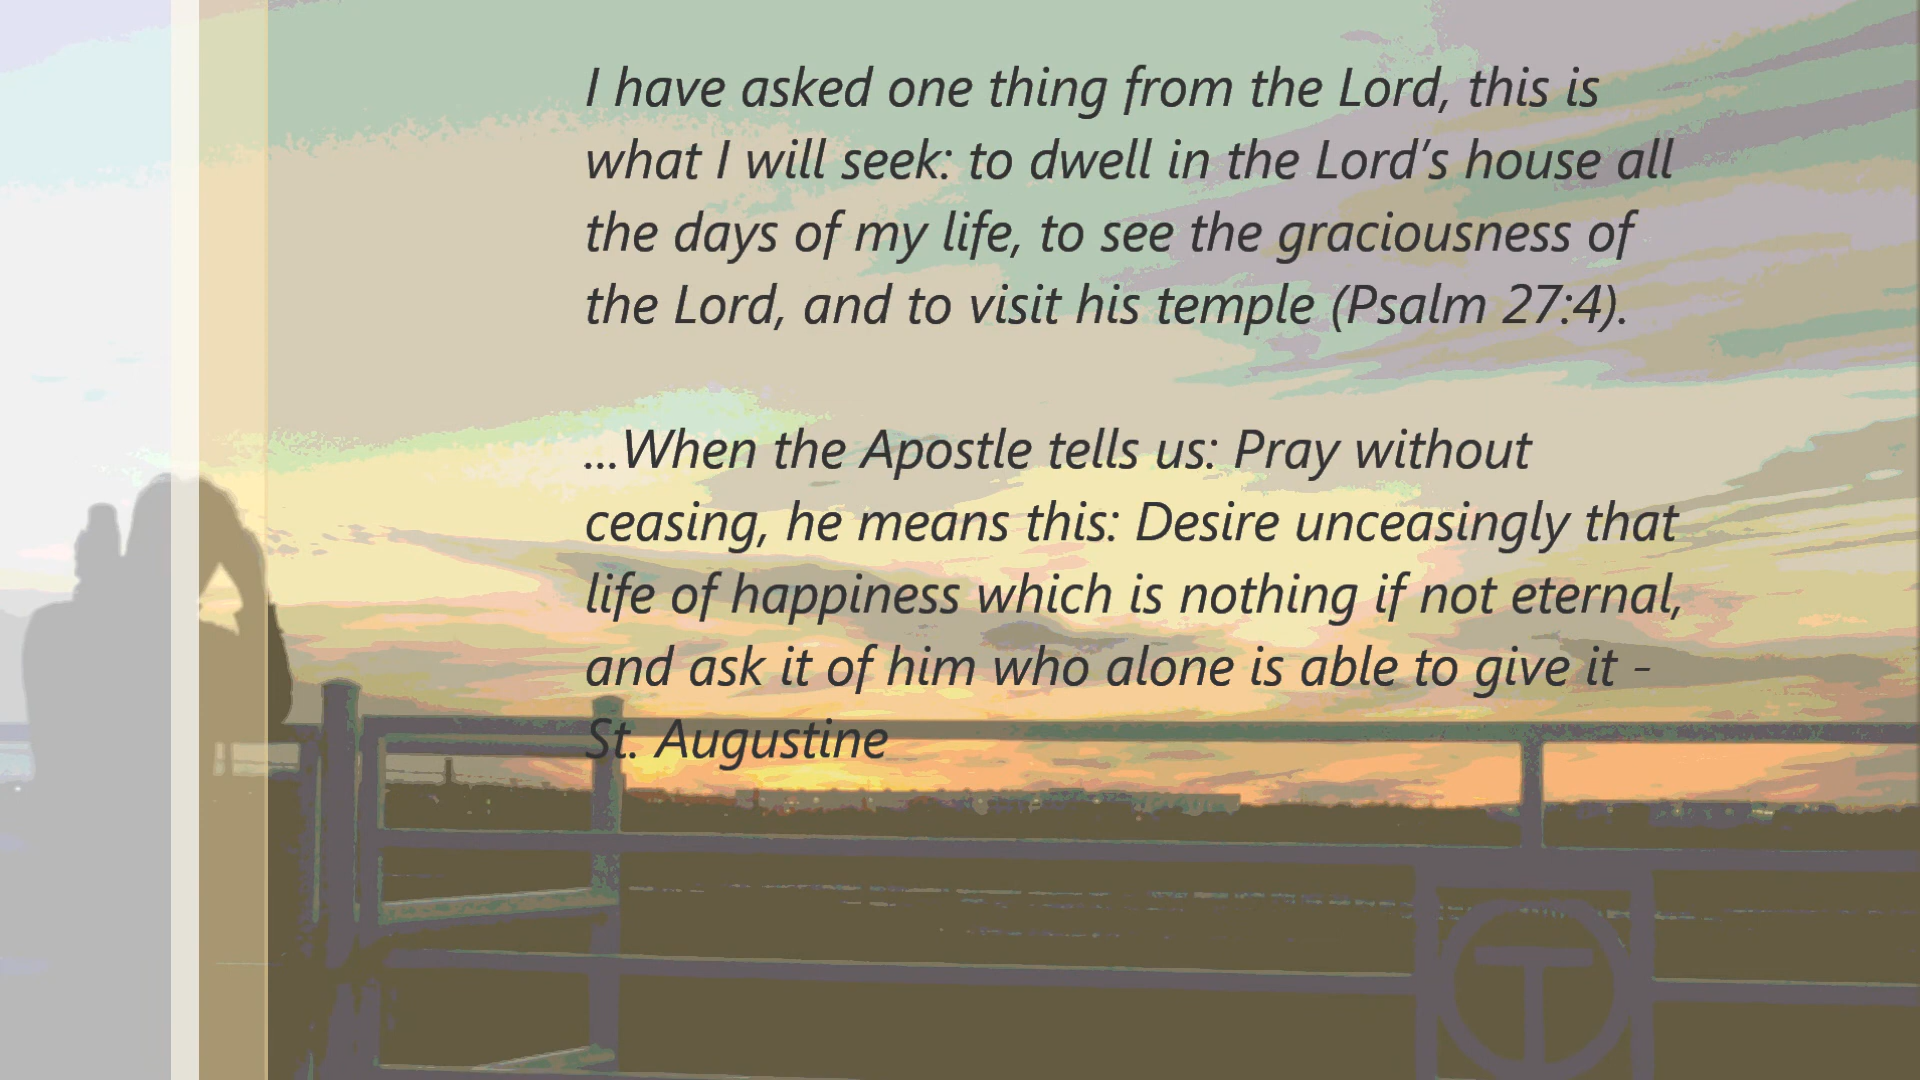 I have asked one thing from the Lord, this is
what I will seek: to dwell in the Lord’s house all
the days of my life, to see the graciousness of
the Lord, and to visit his temple (Psalm 27:4).
...When the Apostle tells us: Pray without
ceasing, he means this: Desire unceasingly that
life of happiness which is nothing if not eternal,
and ask it of him who alone is able to give it -
St. Augustine
T